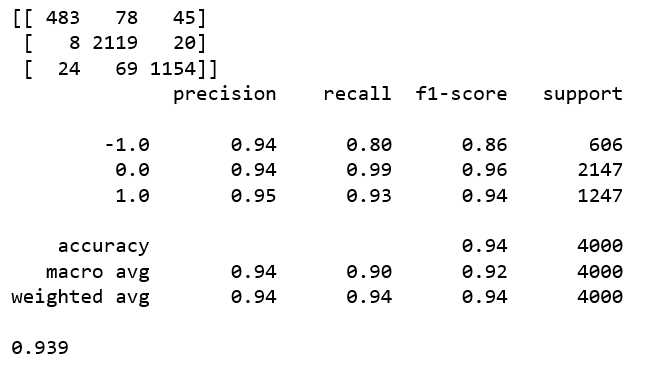 [[ 483   78   45]
 [   8 2119   20]
 [  24   69 1154]]
              precision    recall  f1-score   support

        -1.0       0.94      0.80      0.86       606
         0.0       0.94      0.99      0.96      2147
         1.0       0.95      0.93      0.94      1247

    accuracy                           0.94      4000
   macro avg       0.94      0.90      0.92      4000
weighted avg       0.94      0.94      0.94      4000

0.939